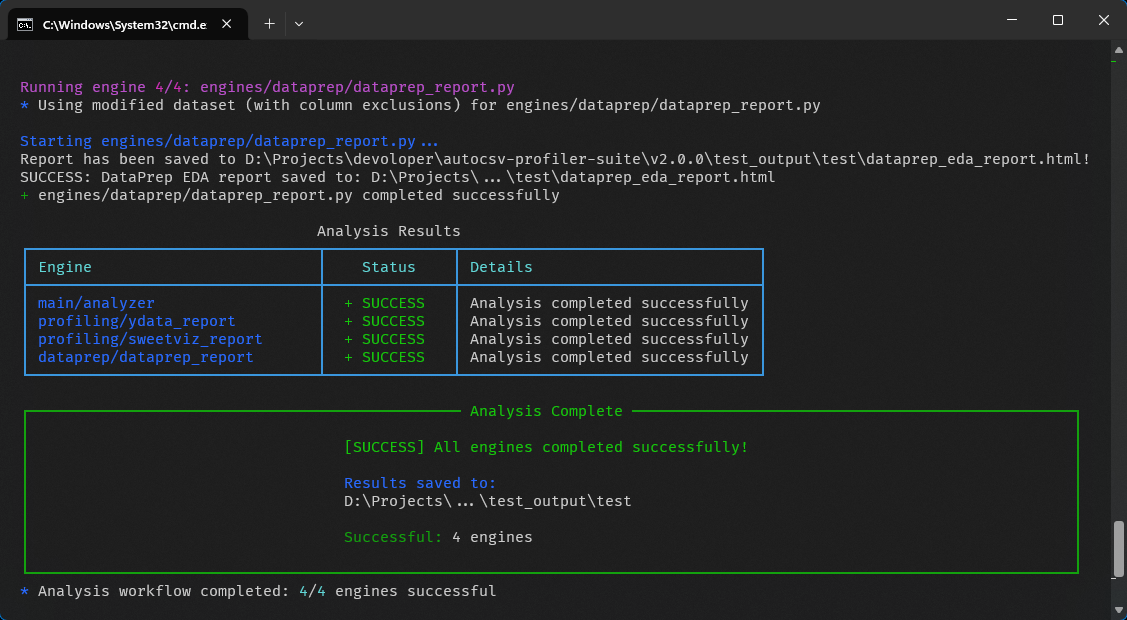 C:\Windows\System32\cmd.e
Running engine 4/4: engines/dataprep/dataprep_report.py
* Using modified dataset (with column exclusions) for engines/dataprep/dataprep_report.py
Starting engines/dataprep/dataprep_report.py...
Report has been saved to D:\Projects\devoloper\autocsv-profiler-suite\v2.0.0\test_output\test\dataprep_eda_report.html!
SUCCESS: DataPrep EDA report saved to: D:\Projects\...\test\dataprep_eda_report.html
+ engines/dataprep/dataprep_report.py completed successfully
Analysis Results
Engine Status Details
main/analyzer + SUCCESS Analysis completed successfully
profiling/ydata_report + SUCCESS Analysis completed successfully
profiling/sweetviz_report + SUCCESS Analysis completed successfully
dataprep/dataprep_report + SUCCESS Analysis completed successfully
Analysis Complete
[SUCCESS] All engines completed successfully!
Results saved to:
D:\Projects\...\test_output\test
Successful: 4 engines
* Analysis workflow completed: 4/4 engines successful